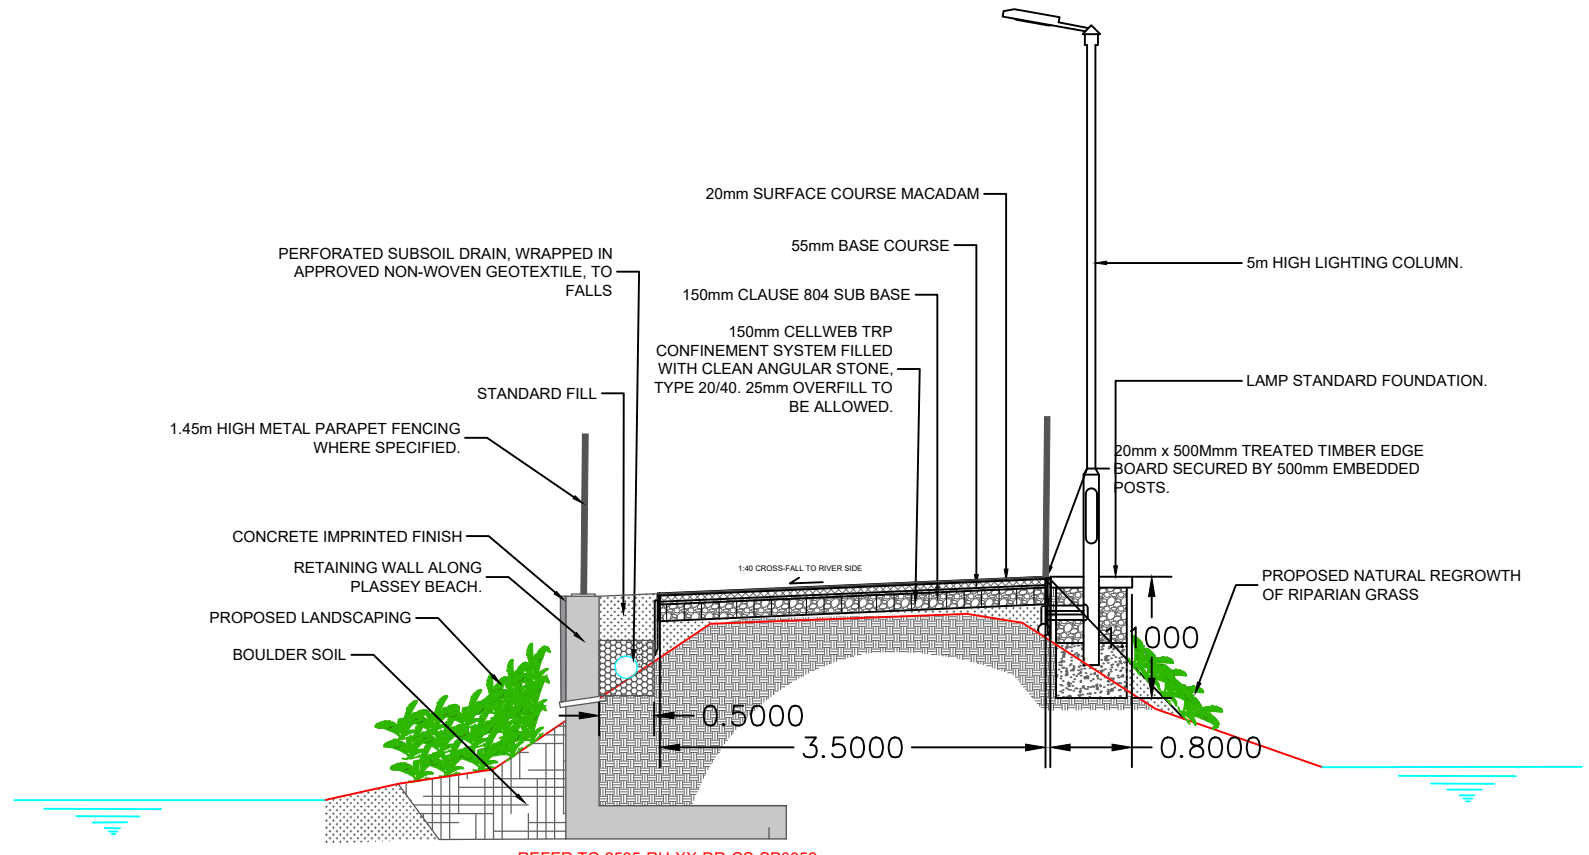 20mm SURFACE COURSE MACADAM
PERFORATED SUBSOIL DRAIN, WRAPPED IN
APPROVED NON-WOVEN GEOTEXTILE, TO
FALLS
55mm BASE COURSE
5m HIGH LIGHTING COLUMN.
150mm CLAUSE 804 SUB BASE
150mm CELLWEB TRP
CONFINEMENT SYSTEM FILLED
WITH CLEAN ANGULAR STONE,
TYPE 20/40. 25mm OVERFILL TO
BE ALLOWED.
STANDARD FILL
LAMP STANDARD FOUNDATION.
1.45m HIGH METAL PARAPET FENCING
WHERE SPECIFIED.
20mm x 500Mmm TREATED TIMBER EDGE
BOARD SECURED BY 500mm EMBEDDED
POSTS.
CONCRETE IMPRINTED FINISH
RETAINING WALL ALONG
PLASSEY BEACH.
1:40 CROSS-FALL TO RIVER SIDE
PROPOSED NATURAL REGROWTH
OF RIPARIAN GRASS
PROPOSED LANDSCAPING
BOULDER SOIL
1.1000
0.5000
3.5000
0.8000
REFER TO